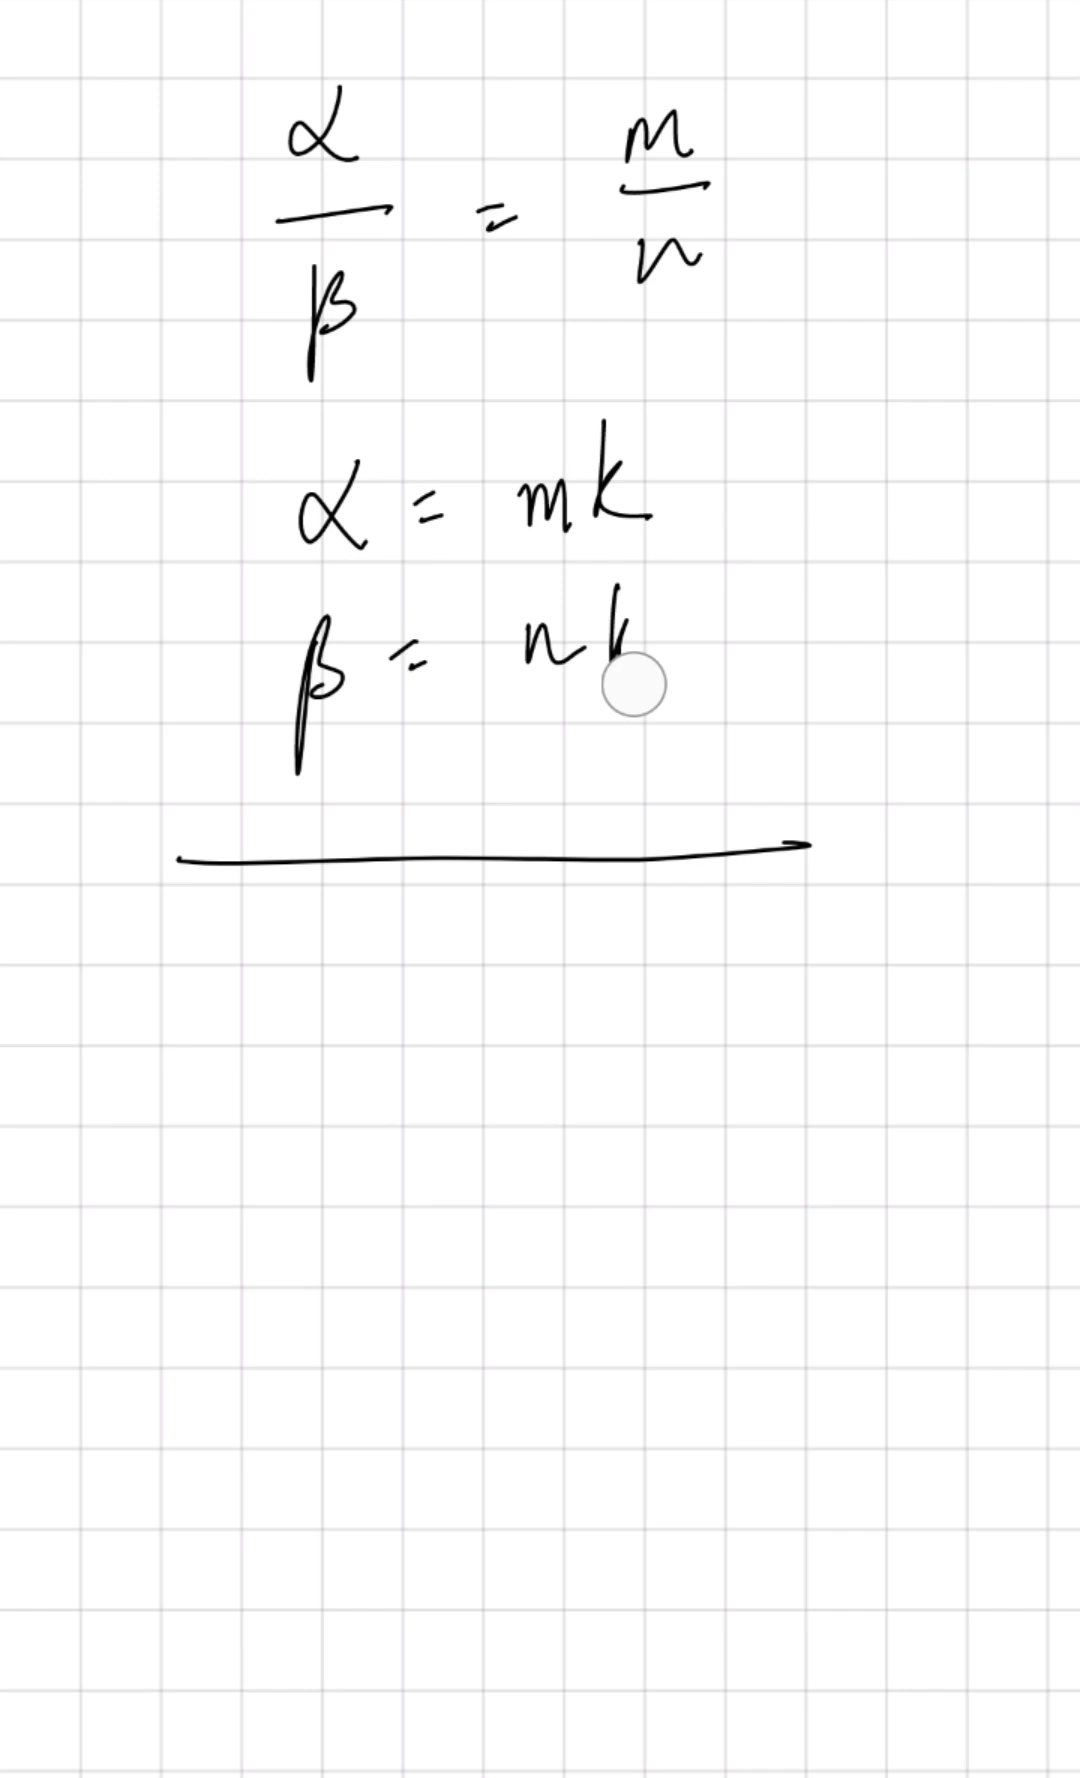 α/β = m/n
α = mk
β = nk